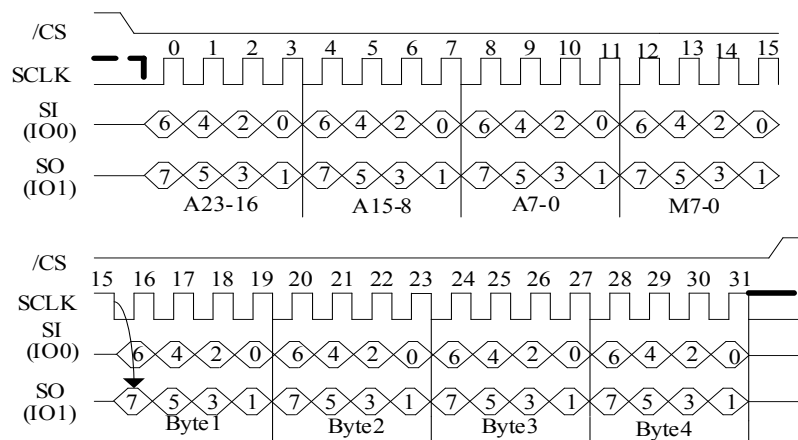 /CS
0 1 2 3 4 5 6 7 8 9 10 11 12 13 14 15
SCLK
SI
(IO0)
6 4 2 0 6 4 2 0 6 4 2 0 6 4 2 0
SO
(IO1)
7 5 3 1 7 5 3 1 7 5 3 1 7 5 3 1
A23-16 A15-8 A7-0 M7-0
/CS
15 16 17 18 19 20 21 22 23 24 25 26 27 28 29 30 31
SCLK
SI
(IO0)
6 4 2 0 6 4 2 0 6 4 2 0 6 4 2 0
SO
(IO1)
7 5 3 1 7 5 3 1 7 5 3 1 7 5 3 1
Byte1 Byte2 Byte3 Byte4